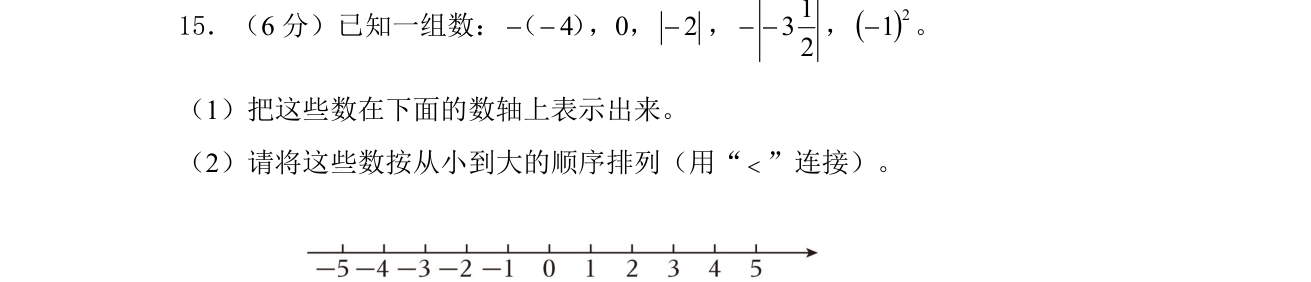 15.（6 分）已知一组数：−(−4)，0，|−2|，−|−3 1/2|，(−1)²。
（1）把这些数在下面的数轴上表示出来。
（2）请将这些数按从小到大的顺序排列（用“<”连接）。
−5 −4 −3 −2 −1 0 1 2 3 4 5